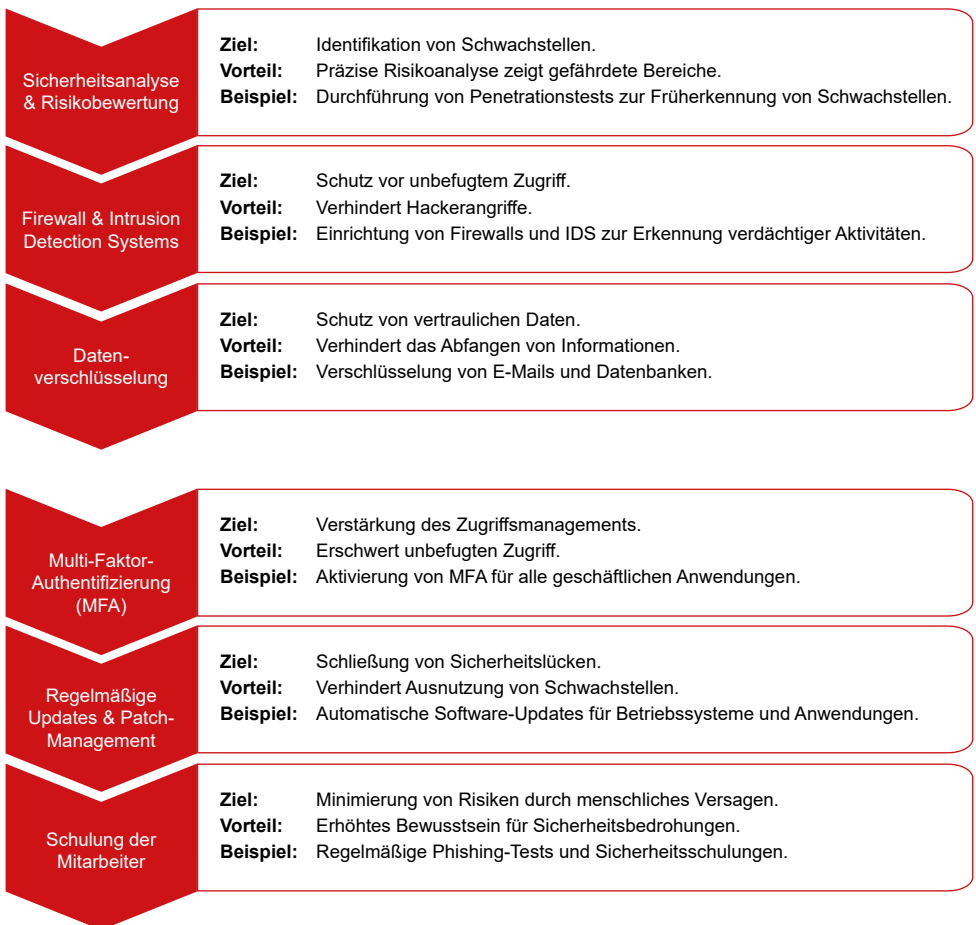 Sicherheitsanalyse
& Risikobewertung
Ziel: Identifikation von Schwachstellen.
Vorteil: Präzise Risikoanalyse zeigt gefährdete Bereiche.
Beispiel: Durchführung von Penetrationstests zur Früherkennung von Schwachstellen.
Firewall & Intrusion
Detection Systems
Ziel: Schutz vor unbefugtem Zugriff.
Vorteil: Verhindert Hackerangriffe.
Beispiel: Einrichtung von Firewalls und IDS zur Erkennung verdächtiger Aktivitäten.
Daten-
verschlüsselung
Ziel: Schutz von vertraulichen Daten.
Vorteil: Verhindert das Abfangen von Informationen.
Beispiel: Verschlüsselung von E-Mails und Datenbanken.
Multi-Faktor-
Authentifizierung
(MFA)
Ziel: Verstärkung des Zugriffsmanagements.
Vorteil: Erschwert unbefugten Zugriff.
Beispiel: Aktivierung von MFA für alle geschäftlichen Anwendungen.
Regelmäßige
Updates & Patch-
Management
Ziel: Schließung von Sicherheitslücken.
Vorteil: Verhindert Ausnutzung von Schwachstellen.
Beispiel: Automatische Software-Updates für Betriebssysteme und Anwendungen.
Schulung der
Mitarbeiter
Ziel: Minimierung von Risiken durch menschliches Versagen.
Vorteil: Erhöhtes Bewusstsein für Sicherheitsbedrohungen.
Beispiel: Regelmäßige Phishing-Tests und Sicherheitsschulungen.